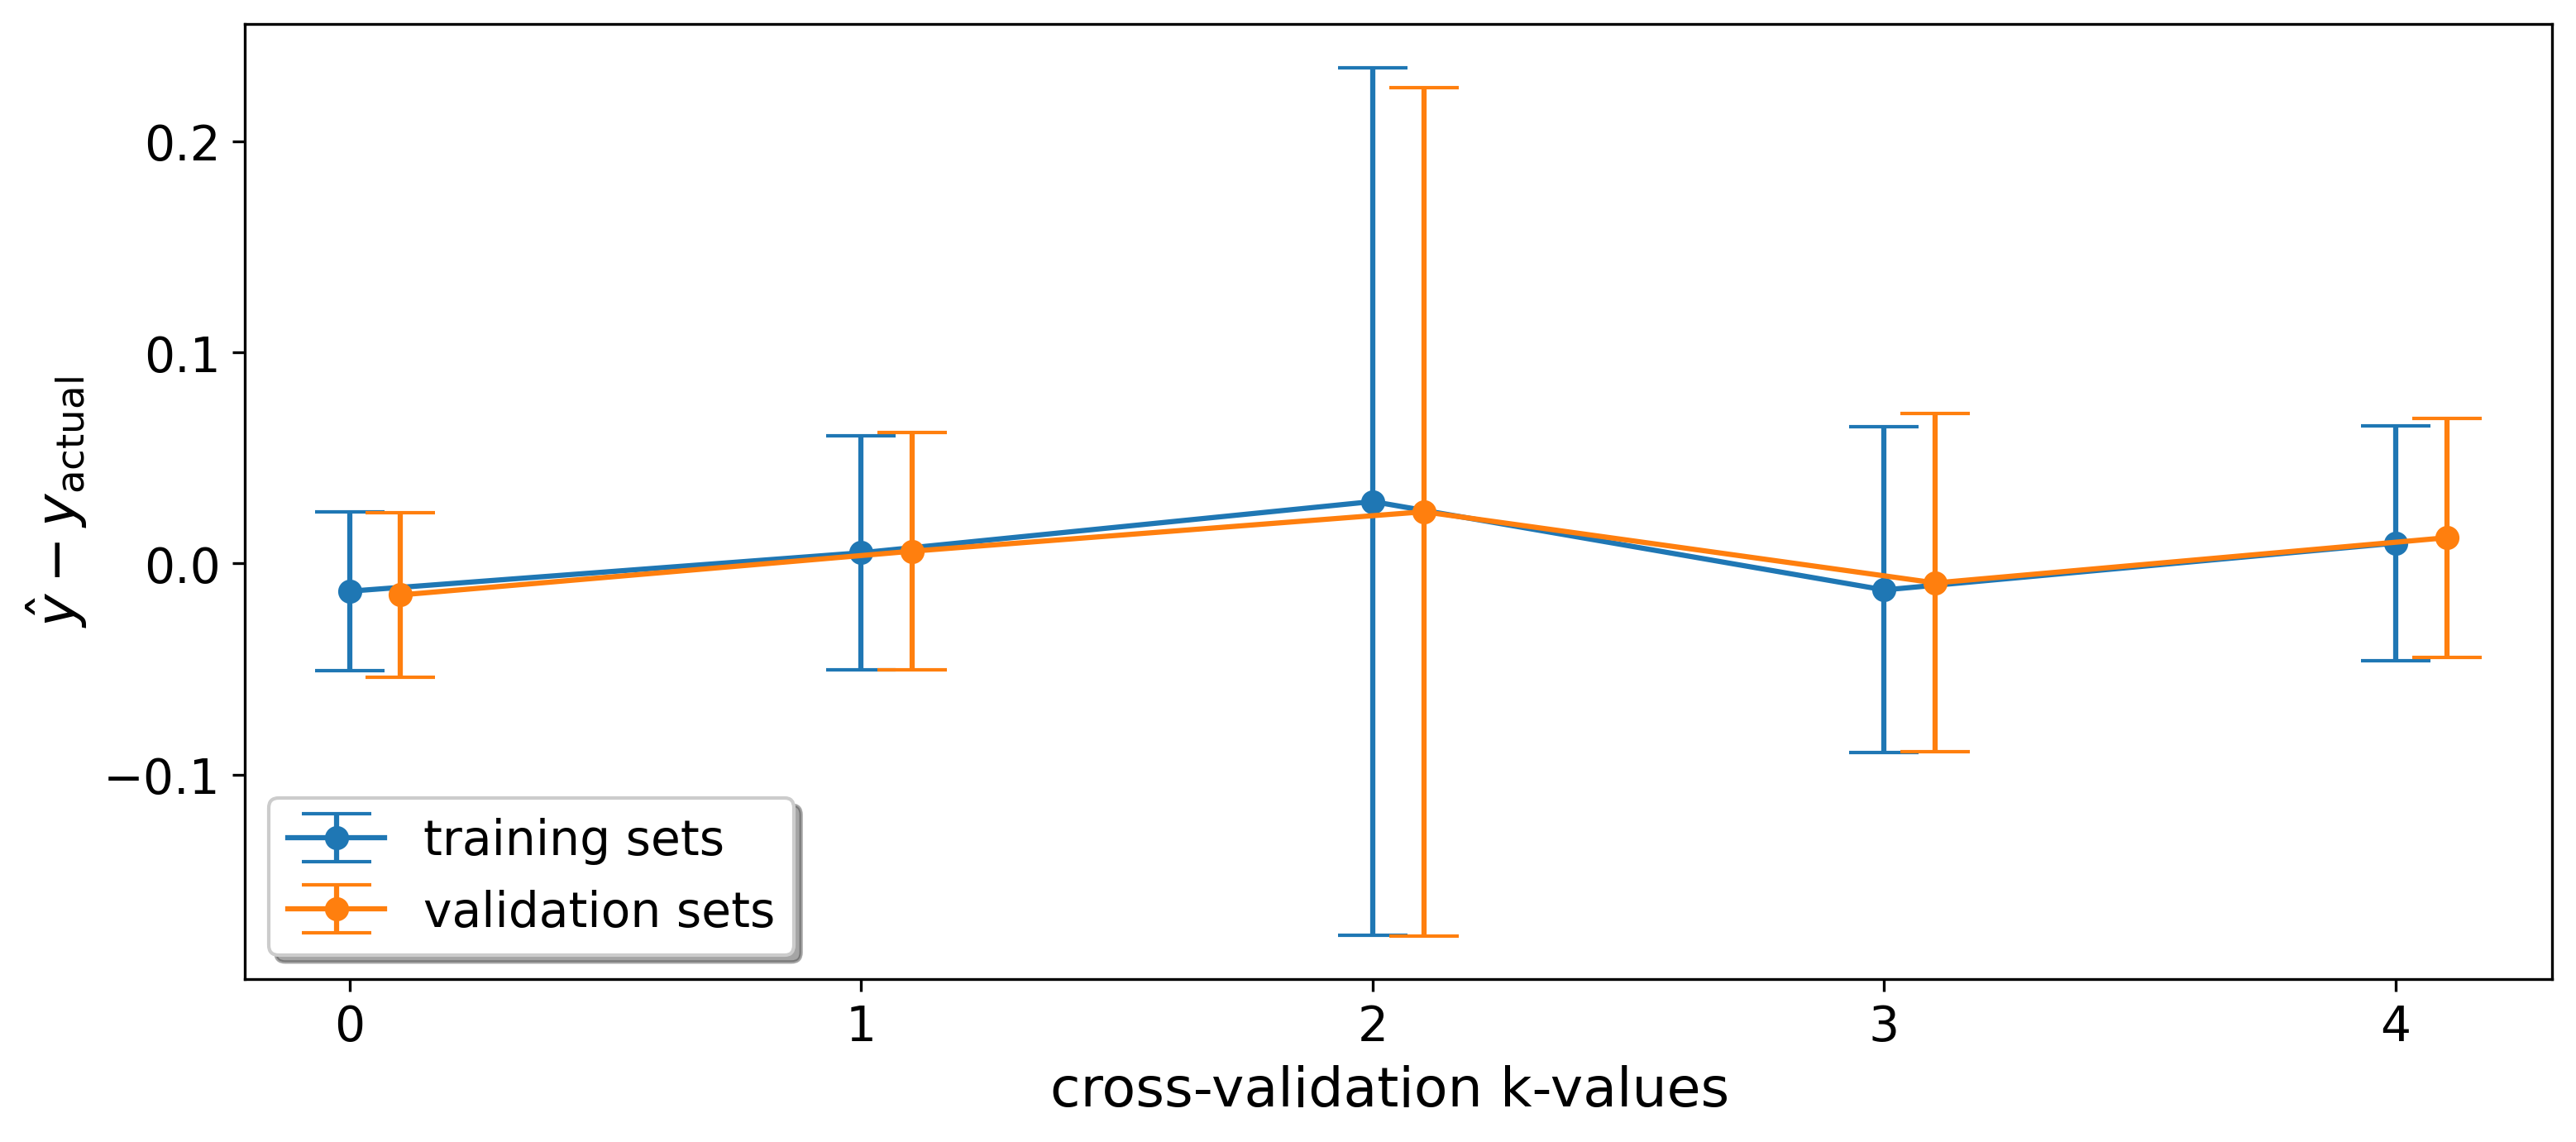 0.2
0.1
0.0
−0.1
ŷ − y actual
training sets
validation sets
0 1 2 3 4
cross-validation k-values